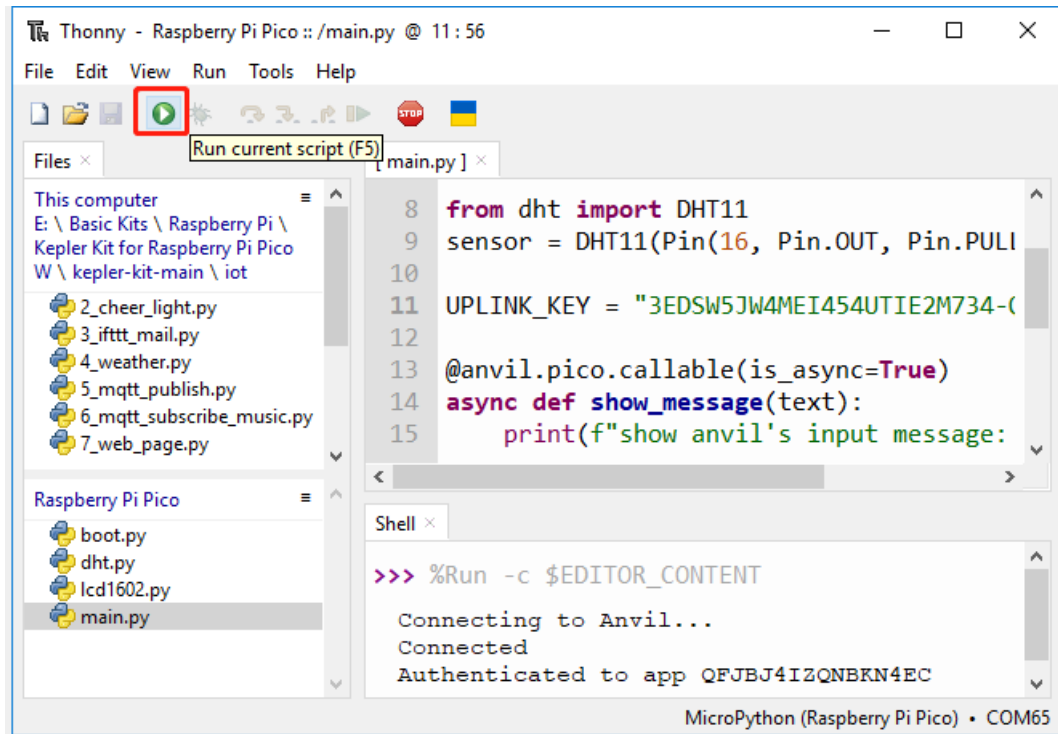 Thonny - Raspberry Pi Pico :: /main.py @ 11 : 56
File Edit View Run Tools Help
STOP
Run current script (F5)
Files
[ main.py ]
This computer
E: \ Basic Kits \ Raspberry Pi \
Kepler Kit for Raspberry Pi Pico
W \ kepler-kit-main \ iot
2_cheer_light.py
3_ifttt_mail.py
4_weather.py
5_mqtt_publish.py
6_mqtt_subscribe_music.py
7_web_page.py
Raspberry Pi Pico
boot.py
dht.py
lcd1602.py
main.py
8 from dht import DHT11
9 sensor = DHT11(Pin(16, Pin.OUT, Pin.PULL
10
11 UPLINK_KEY = "3EDSW5JW4MEI454UTIE2M734-
12
13 @anvil.pico.callable(is_async=True)
14 async def show_message(text):
15 print(f"show anvil's input message:
Shell
>>> %Run -c $EDITOR_CONTENT
Connecting to Anvil...
Connected
Authenticated to app QFJBJ4IZQNBKN4EC
MicroPython (Raspberry Pi Pico) • COM65